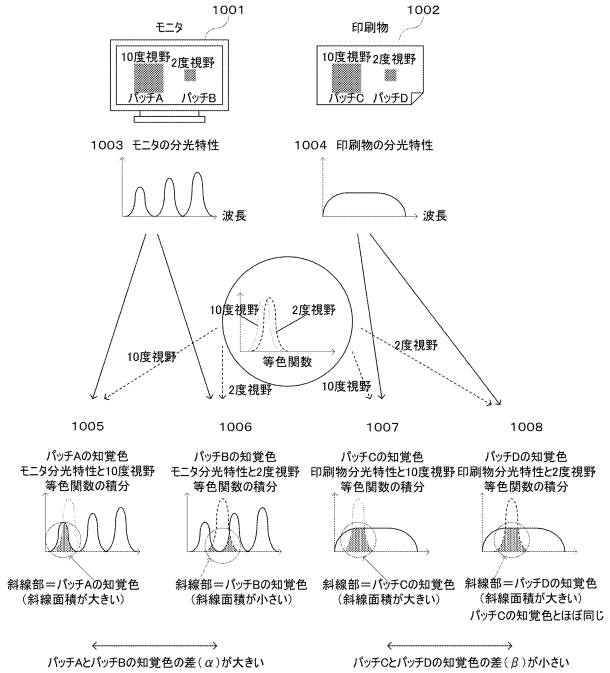 1001
モニタ
10度視野
2度視野
パッチA
パッチB
1002
印刷物
10度視野
2度視野
パッチC
パッチD
1003 モニタの分光特性
波長
1004 印刷物の分光特性
波長
10度視野
2度視野
等色関数
10度視野
2度視野
10度視野
2度視野
1005
パッチAの知覚色
モニタ分光特性と10度視野
等色関数の積分
斜線部＝パッチAの知覚色
(斜線面積が大きい)
1006
パッチBの知覚色
モニタ分光特性と2度視野
等色関数の積分
斜線部＝パッチBの知覚色
(斜線面積が小さい)
1007
パッチCの知覚色
印刷物分光特性と10度視野
等色関数の積分
斜線部＝パッチCの知覚色
(斜線面積が大きい)
1008
パッチDの知覚色
印刷物分光特性と2度視野
等色関数の積分
斜線部＝パッチDの知覚色
(斜線面積が大きい)
パッチCの知覚色とほぼ同じ
パッチAとパッチBの知覚色の差(α)が大きい
パッチCとパッチDの知覚色の差(β)が小さい